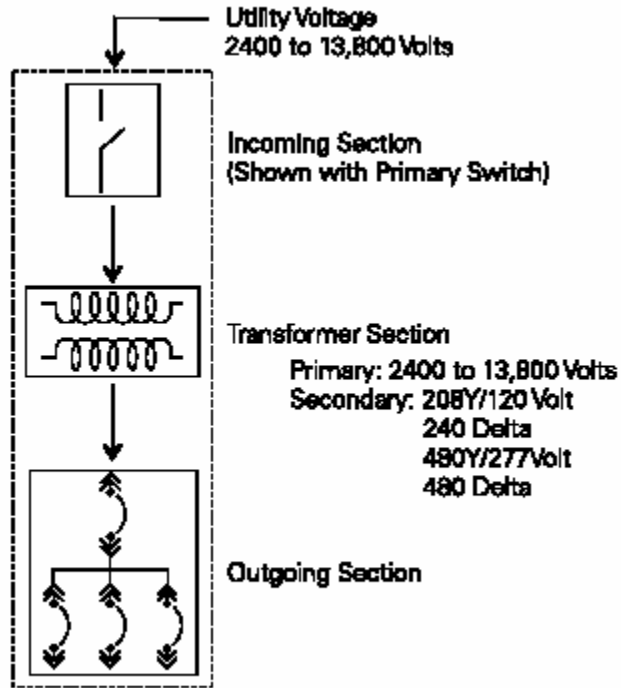 Utility Voltage
2400 to 13,800 Volts
Incoming Section
(Shown with Primary Switch)
Transformer Section
Primary: 2400 to 13,800 Volts
Secondary: 208Y/120 Volt
240 Delta
480Y/277Volt
480 Delta
Outgoing Section